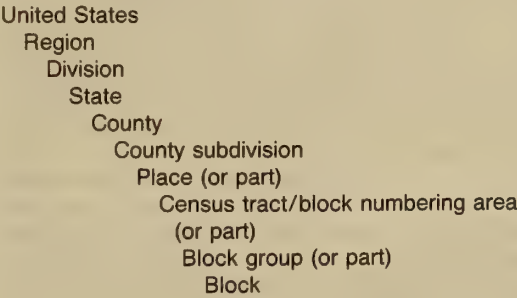 United States
Region
Division
State
County
County subdivision
Place (or part)
Census tract/block numbering area
(or part)
Block group (or part)
Block